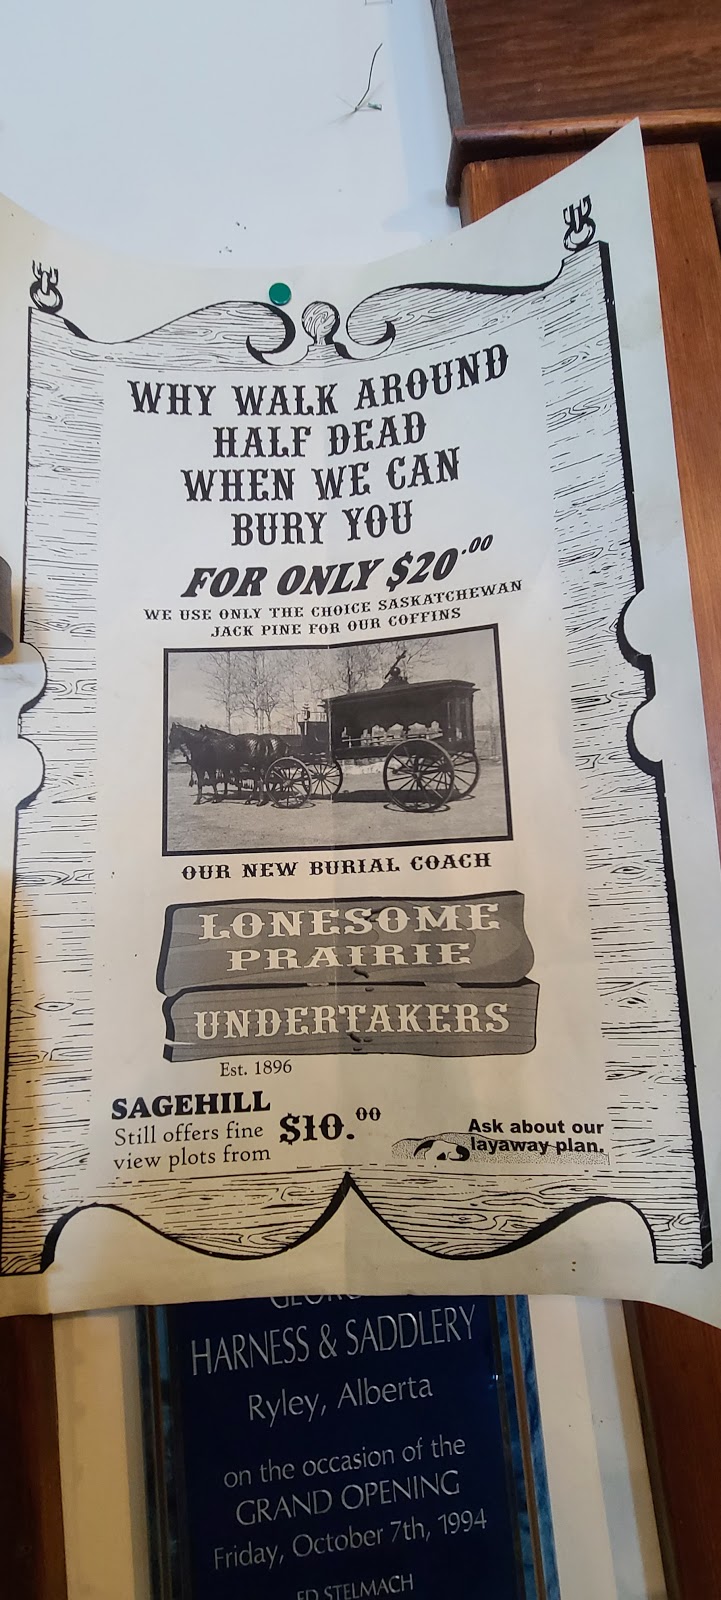 WHY WALK AROUND
HALF DEAD
WHEN WE CAN
BURY YOU
FOR ONLY $20.00
WE USE ONLY THE CHOICE SASKATCHEWAN
JACK PINE FOR OUR COFFINS
OUR NEW BURIAL COACH
LONESOME
PRAIRIE
UNDERTAKERS
Est. 1896
SAGEHILL
Still offers fine
view plots from
$10.00
Ask about our
layaway plan.
HARNESS & SADDLERY
Ryley, Alberta
on the occasion of the
GRAND OPENING
Friday, October 7th, 1994
ED STELMACH